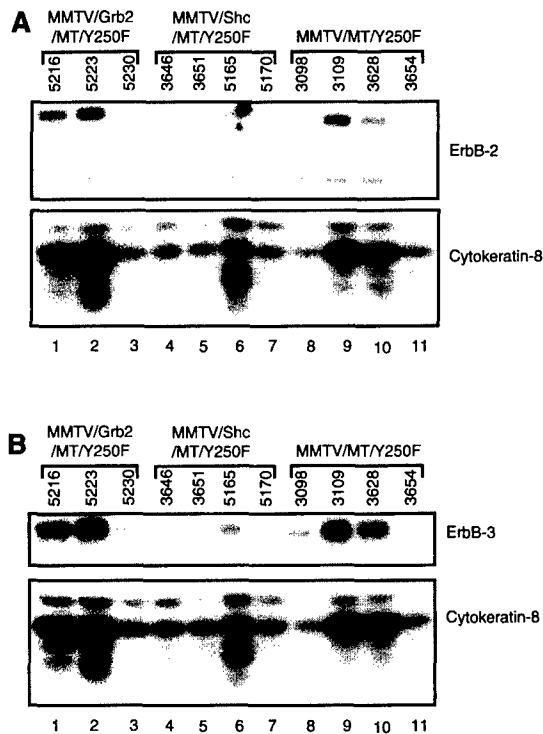 A
MMTV/Grb2 /MT/Y250F
MMTV/Shc /MT/Y250F
MMTV/MT/Y250F
5216 5223 5230 3646 3651 5165 5170 3098 3109 3628 3654
ErbB-2
Cytokeratin-8
1 2 3 4 5 6 7 8 9 10 11
B
MMTV/Grb2 /MT/Y250F
MMTV/Shc /MT/Y250F
MMTV/MT/Y250F
5216 5223 5230 3646 3651 5165 5170 3098 3109 3628 3654
ErbB-3
Cytokeratin-8
1 2 3 4 5 6 7 8 9 10 11